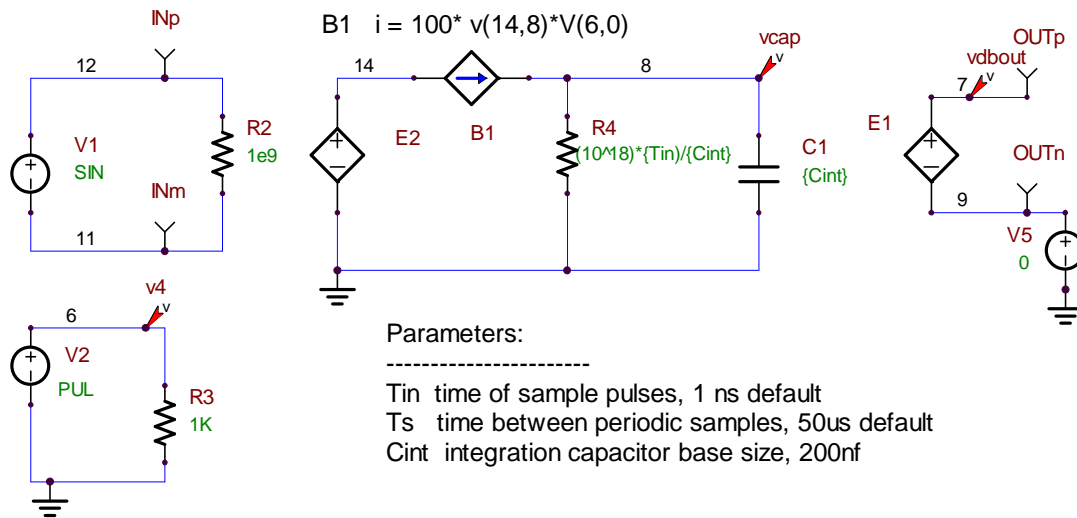 INp
B1 i = 100* v(14,8)*V(6,0)
vcap
v
OUTp
vdbout
v
12
14
8
7
V1
SIN
R2
1e9
E2
B1
R4
(10^18)*{Tin}/{Cint}
C1
{Cint}
E1
INm
OUTn
11
9
V5
0
v4
v
6
V2
PUL
R3
1K
Parameters:
-----------------------
Tin time of sample pulses, 1 ns default
Ts time between periodic samples, 50us default
Cint integration capacitor base size, 200nf